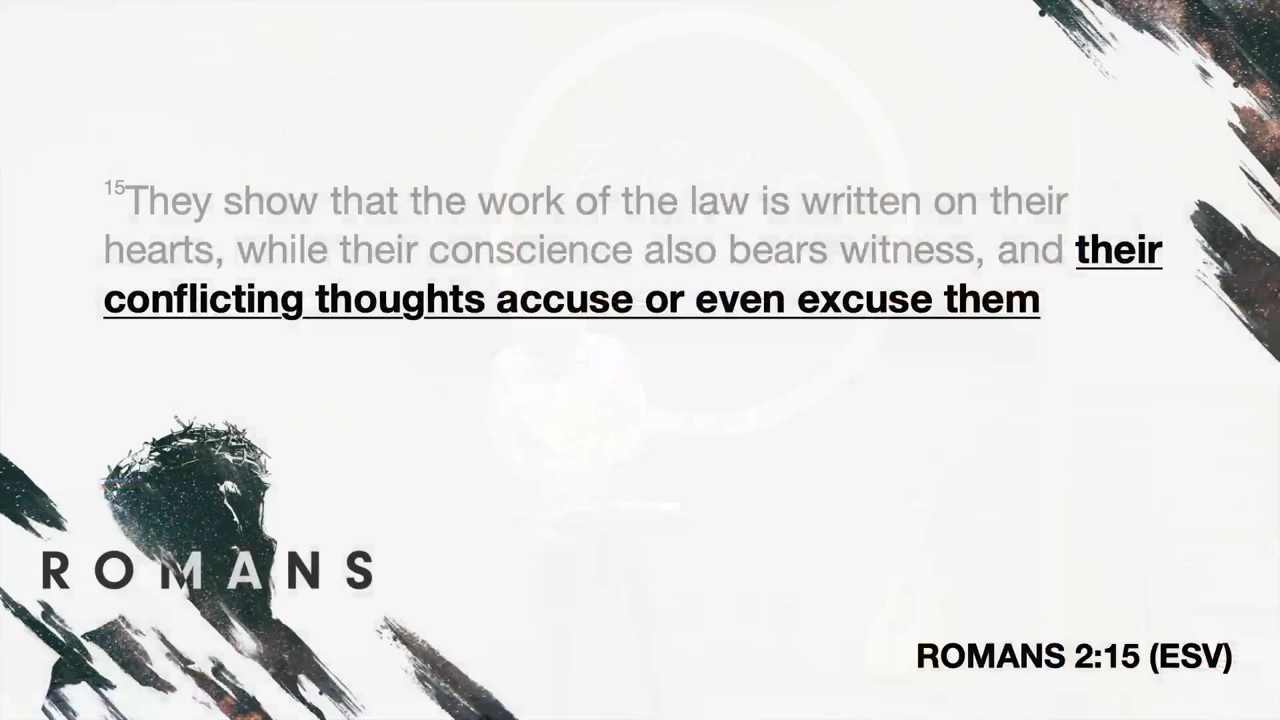 15They show that the work of the law is written on their
hearts, while their conscience also bears witness, and their
conflicting thoughts accuse or even excuse them
ROMANS
ROMANS 2:15 (ESV)